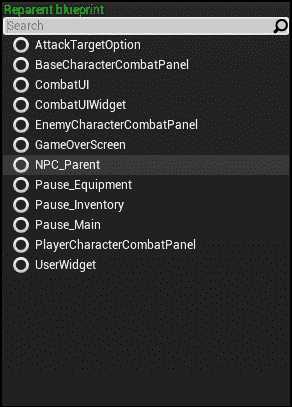 Reparent blueprint
Search
AttackTargetOption
BaseCharacterCombatPanel
CombatUI
CombatUIWidget
EnemyCharacterCombatPanel
GameOverScreen
NPC_Parent
Pause_Equipment
Pause_Inventory
Pause_Main
PlayerCharacterCombatPanel
UserWidget